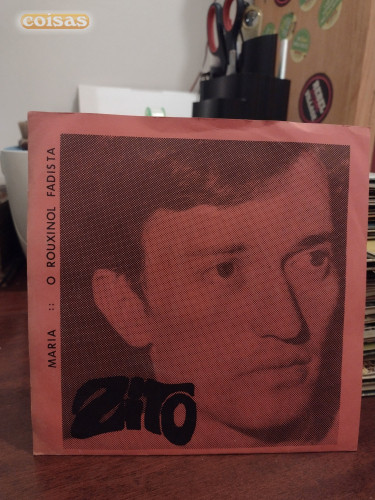 coisas
MARIA :: O ROUXINOL FADISTA
ZITO